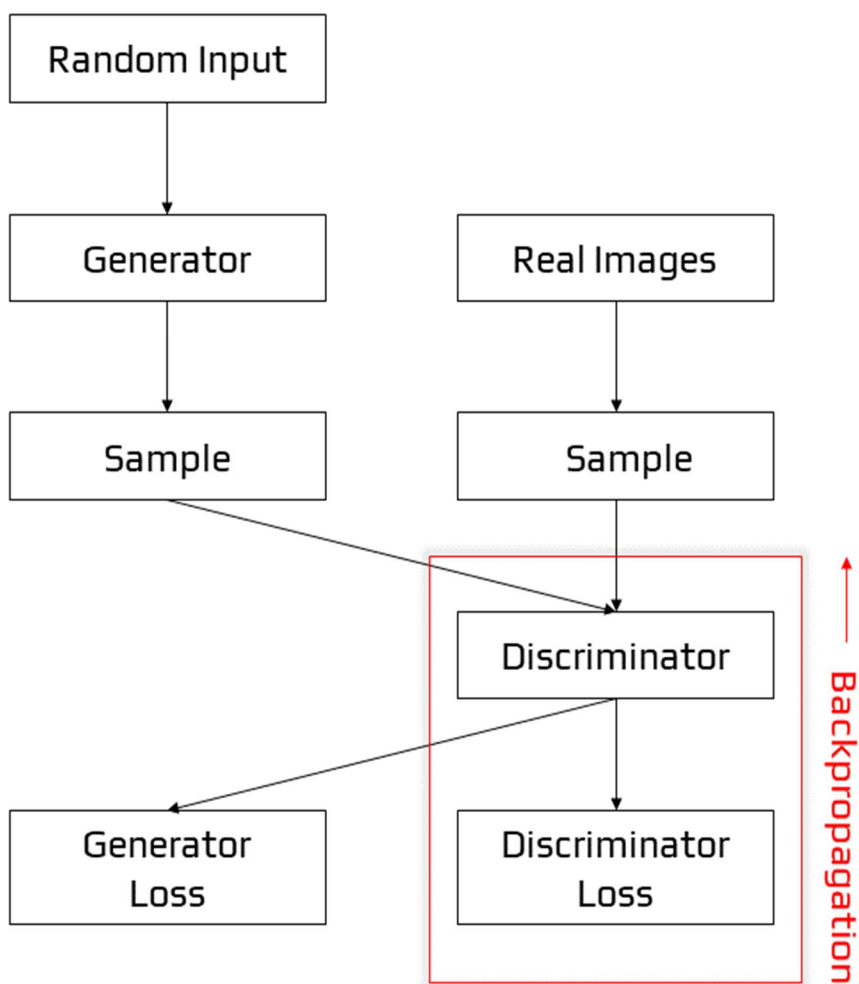 Random Input
Generator
Real Images
Sample
Sample
Discriminator
Generator
Loss
Discriminator
Loss
Backpropagation